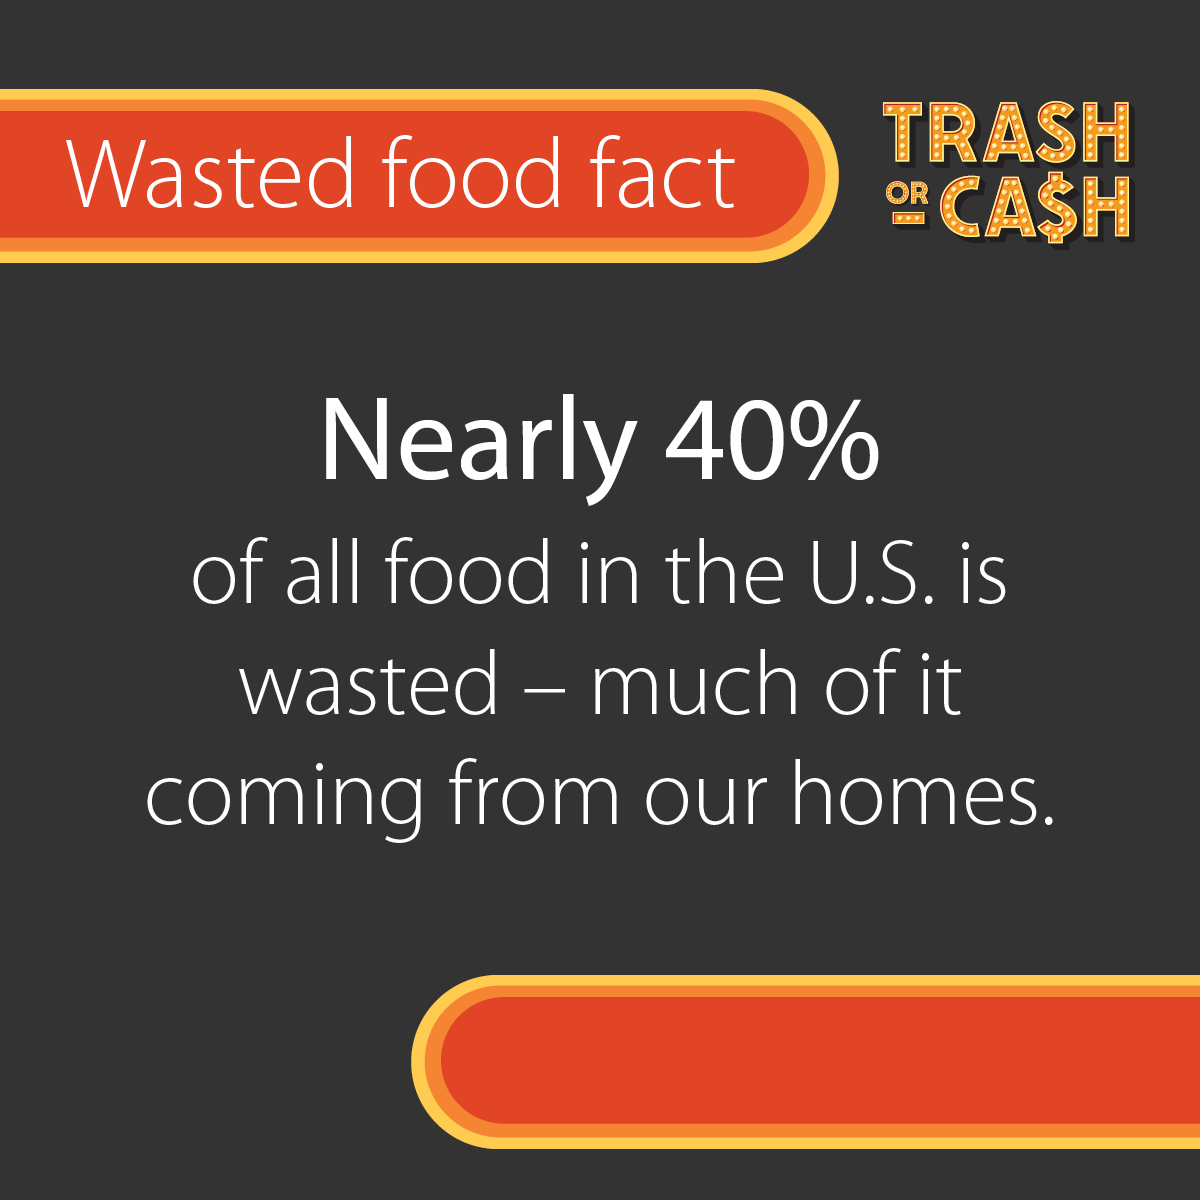 Wasted food fact
TRASH
OR CA$H
Nearly 40%
of all food in the U.S. is
wasted – much of it
coming from our homes.